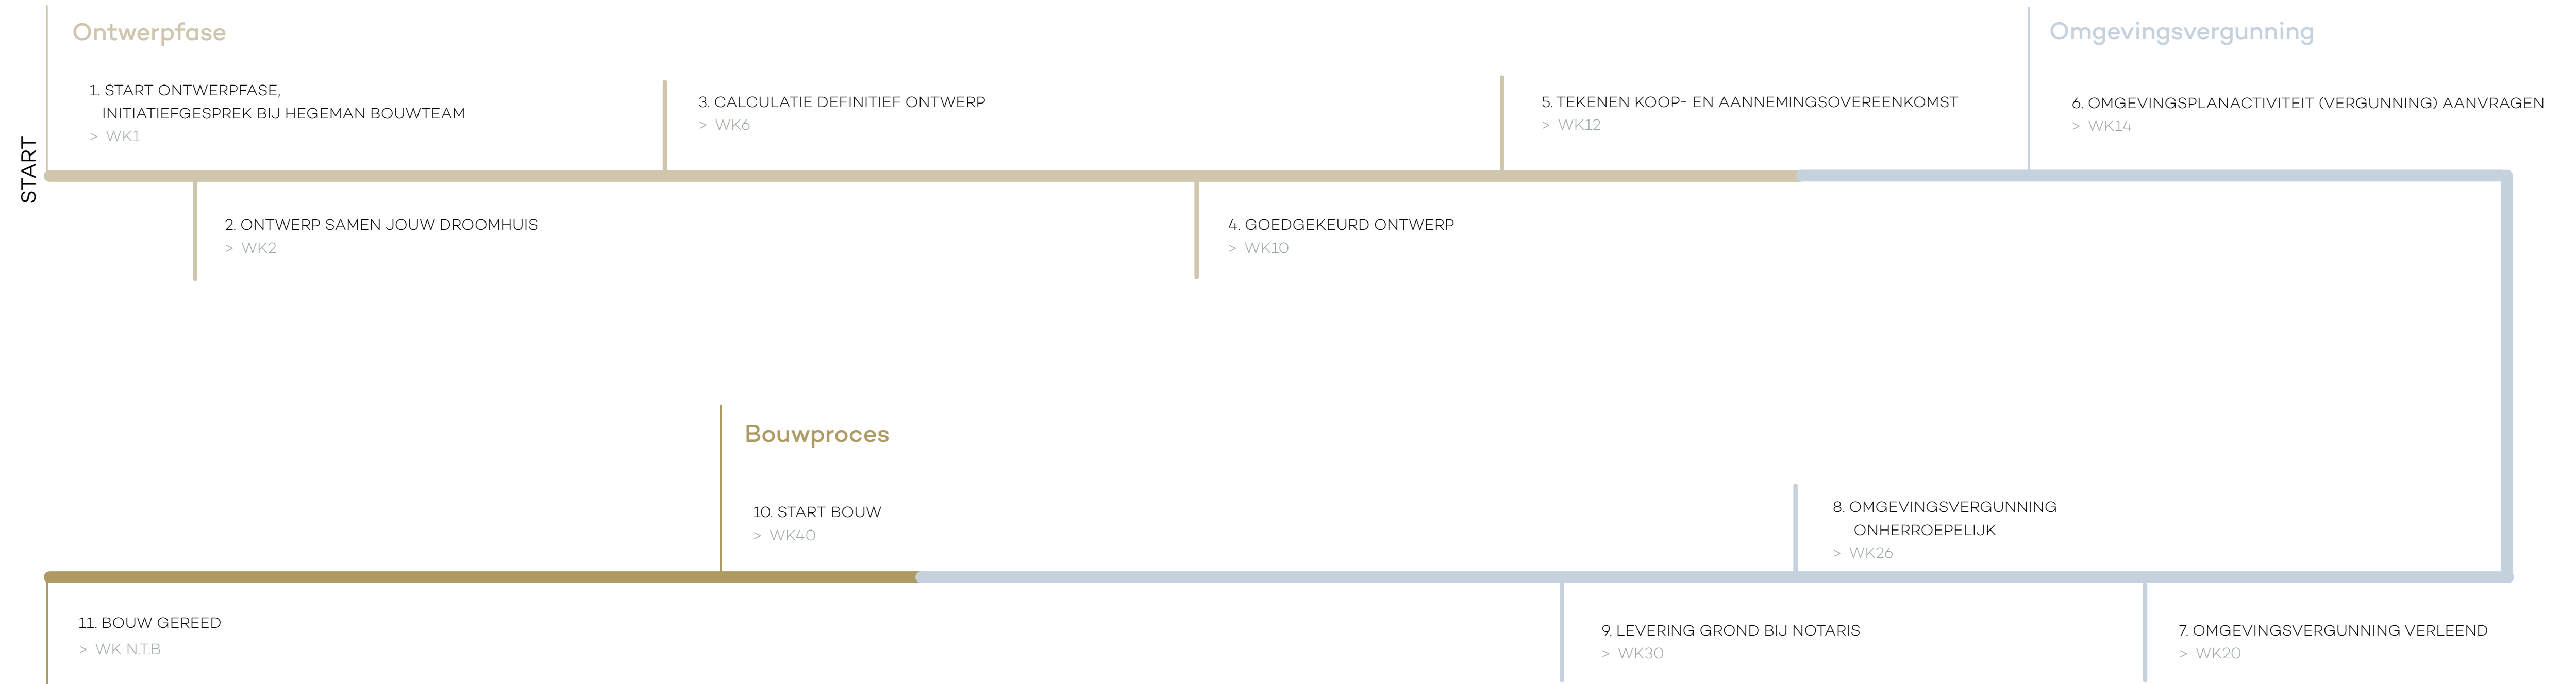 START
Ontwerpfase
1. START ONTWERPFASE,
INITIATIEFGESPREK BIJ HEGEMAN BOUWTEAM
> WK1
2. ONTWERP SAMEN JOUW DROOMHUIS
> WK2
3. CALCULATIE DEFINITIEF ONTWERP
> WK6
4. GOEDGEKEURD ONTWERP
> WK10
5. TEKENEN KOOP- EN AANNEMINGSOVEREENKOMST
> WK12
Omgevingsvergunning
6. OMGEVINGSPLANACTIVITEIT (VERGUNNING) AANVRAGEN
> WK14
7. OMGEVINGSVERGUNNING VERLEEND
> WK20
8. OMGEVINGSVERGUNNING
ONHERROEPELIJK
> WK26
9. LEVERING GROND BIJ NOTARIS
> WK30
Bouwproces
10. START BOUW
> WK40
11. BOUW GEREED
> WK N.T.B